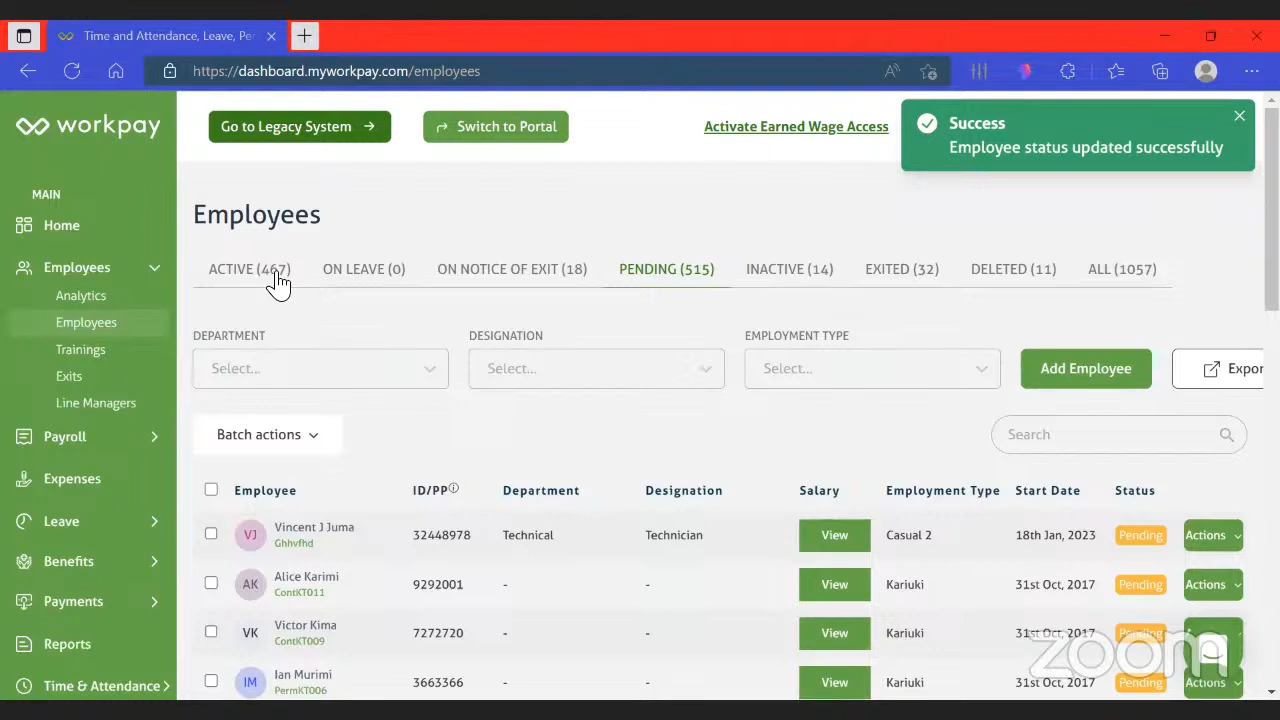 Time and Attendance, Leave, Pe
https://dashboard.myworkpay.com/employees
workpay
Go to Legacy System
Switch to Portal
Activate Earned Wage Access
Success
Employee status updated successfully
MAIN
Home
Employees
Analytics
Employees
Trainings
Exits
Line Managers
Payroll
Expenses
Leave
Benefits
Payments
Reports
Time & Attendance
Employees
ACTIVE (467) ON LEAVE (0) ON NOTICE OF EXIT (18) PENDING (515) INACTIVE (14) EXITED (32) DELETED (11) ALL (1057)
DEPARTMENT DESIGNATION EMPLOYMENT TYPE
Select... Select... Select... Add Employee Expor
Batch actions Search
Employee ID/PP Department Designation Salary Employment Type Start Date Status
VJ Vincent J Juma Ghhvfhd 32448978 Technical Technician View Casual 2 18th Jan, 2023 Pending Actions
AK Alice Karimi ContKT011 9292001 - - View Kariuki 31st Oct, 2017 Pending Actions
VK Victor Kima ContKT009 7272720 - - View Kariuki 31st Oct, 2017 Pending
IM Ian Murimi PermKT006 3663366 - - View Kariuki 31st Oct, 2017 Pending Actions
zoom